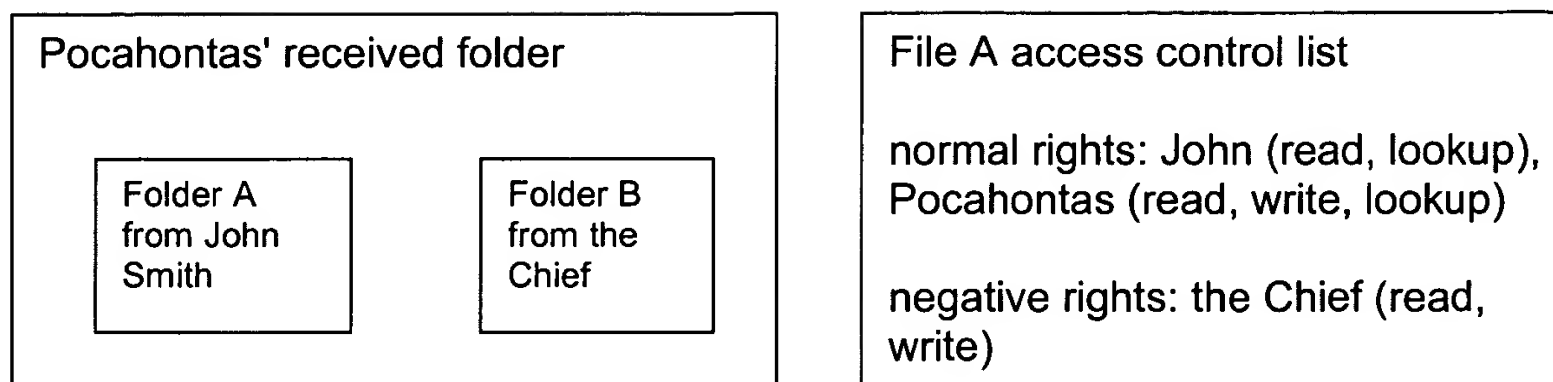 Pocahontas' received folder
Folder A
from John
Smith
Folder B
from the
Chief
File A access control list
normal rights: John (read, lookup),
Pocahontas (read, write, lookup)
negative rights: the Chief (read,
write)